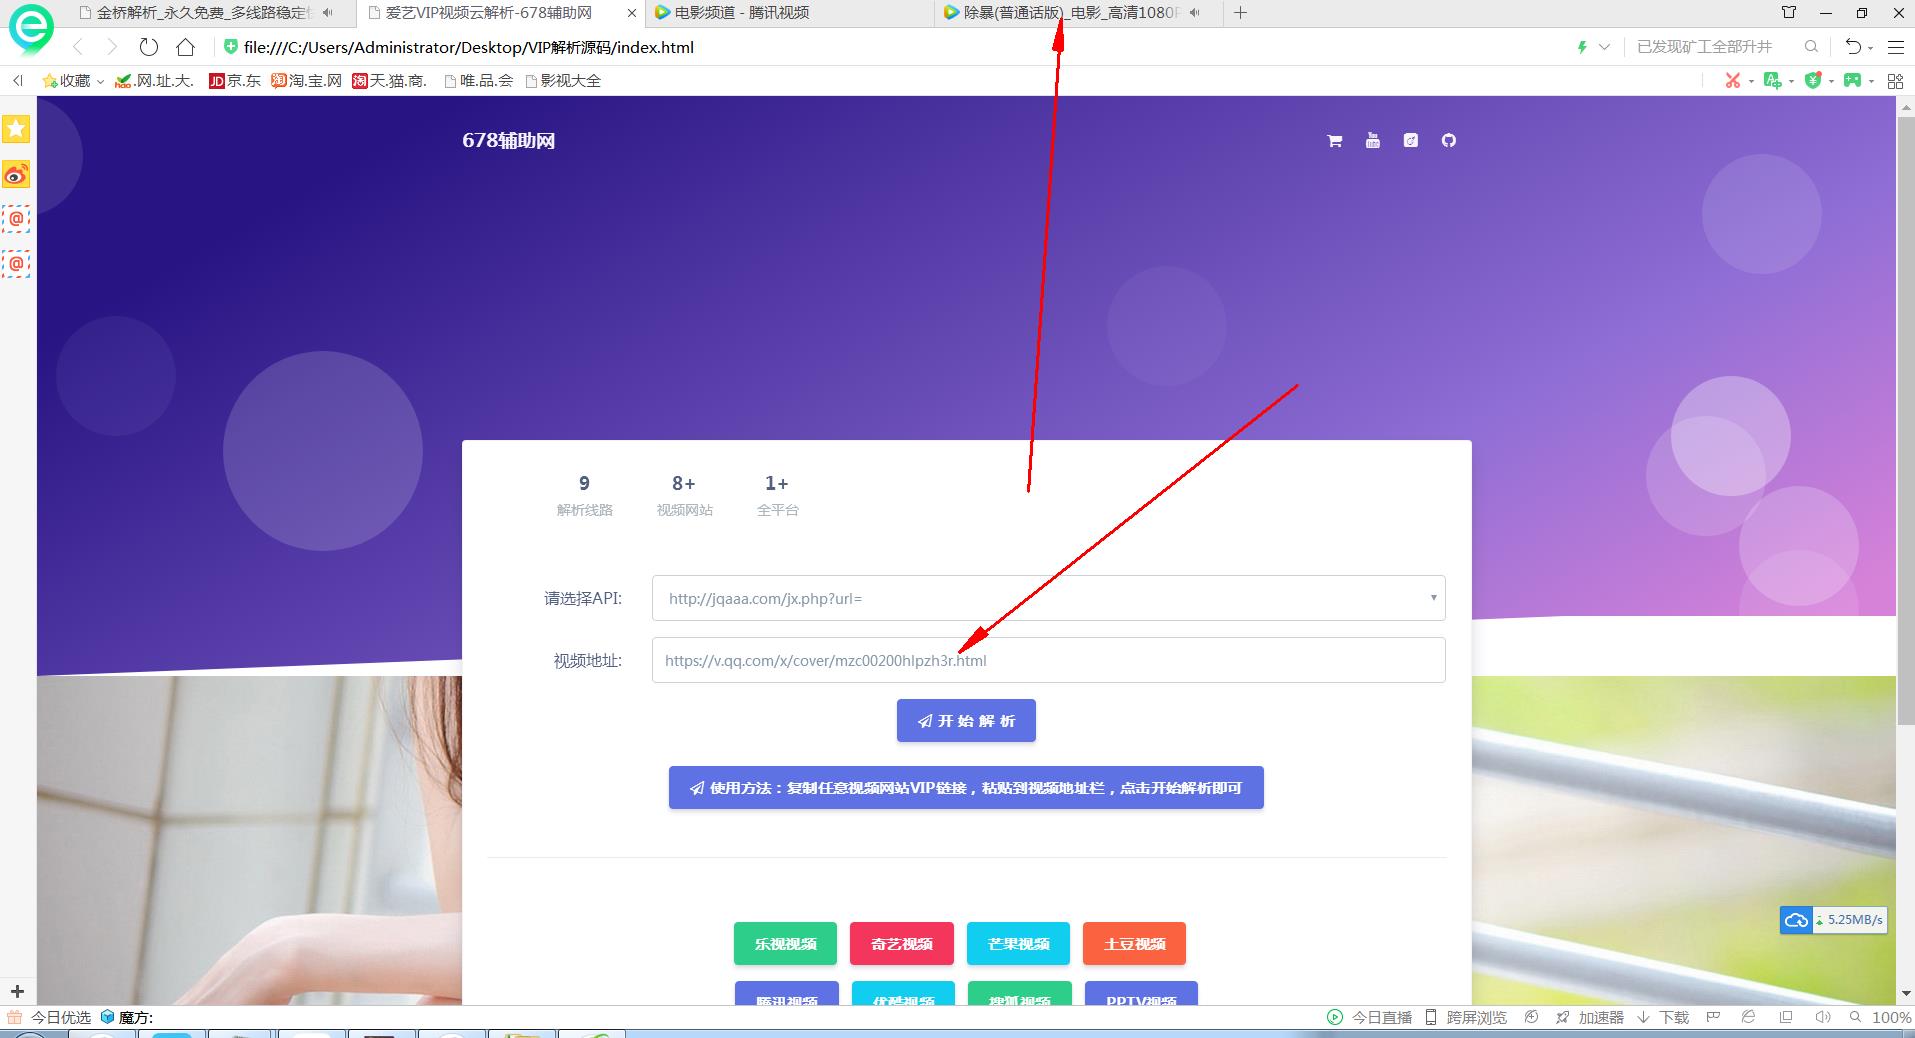 金桥解析_永久免费_多线路稳定
爱艺VIP视频云解析-678辅助网
电影频道 - 腾讯视频
除暴(普通话版)_电影_高清1080P
file:///C:/Users/Administrator/Desktop/VIP解析源码/index.html
已发现矿工全部升井
收藏
.网.址.大.
京.东
淘.宝.网
天.猫.商.
唯.品.会
影视大全
678辅助网
9
8+
1+
解析线路
视频网站
全平台
请选择API:
http://jqaaa.com/jx.php?url=
视频地址:
https://v.qq.com/x/cover/mzc00200hlpzh3r.html
开 始 解 析
使用方法：复制任意视频网站VIP链接，粘贴到视频地址栏，点击开始解析即可
5.25MB/s
乐视视频
奇艺视频
芒果视频
土豆视频
腾讯视频
优酷视频
搜狐视频
PPTV视频
今日优选
魔方:
今日直播
跨屏浏览
加速器
下载
100%